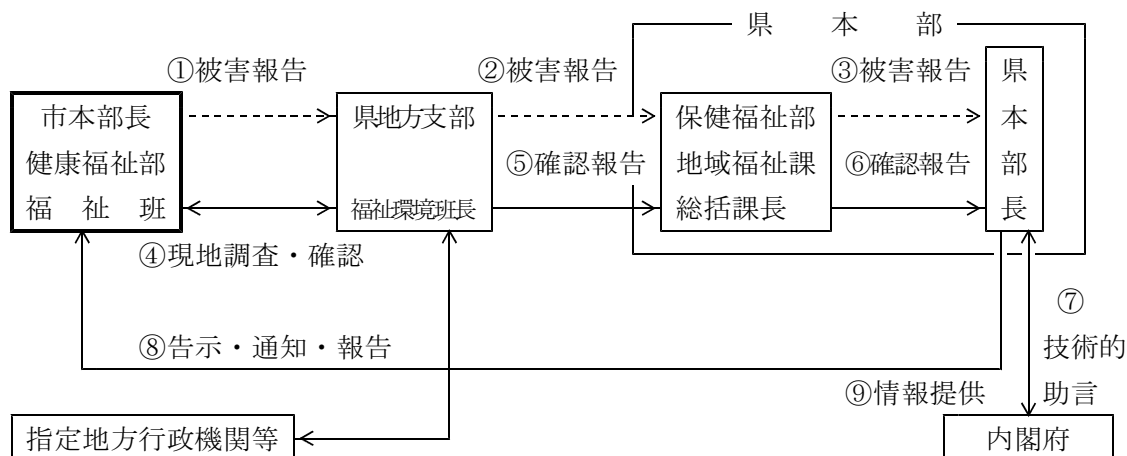 県　本　部
①被害報告
②被害報告
③被害報告
市本部長
健康福祉部
福　祉　班
県地方支部
福祉環境班長
保健福祉部
地域福祉課
総括課長
県本部長
⑤確認報告
⑥確認報告
④現地調査・確認
⑦
技術的
助言
⑧告示・通知・報告
⑨情報提供
指定地方行政機関等
内閣府